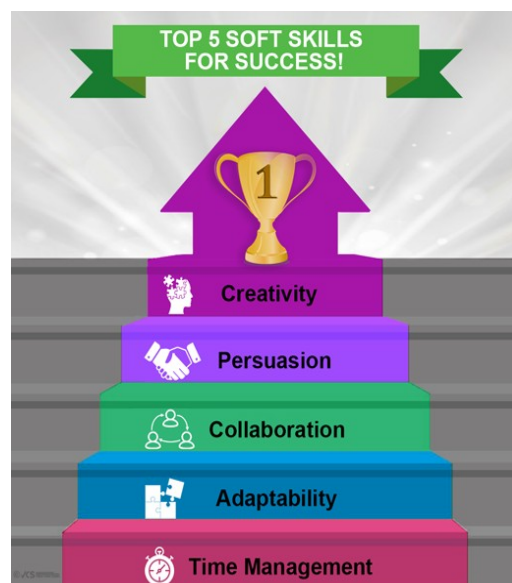 TOP 5 SOFT SKILLS
FOR SUCCESS!
1
Creativity
Persuasion
Collaboration
Adaptability
Time Management